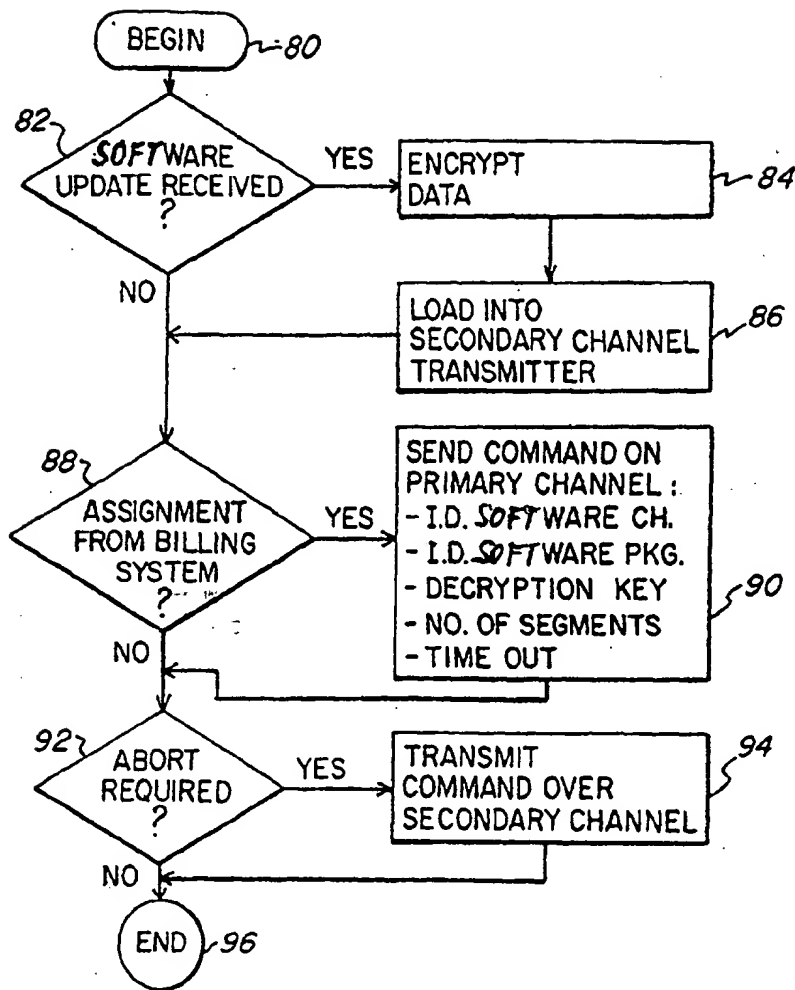 BEGIN
80
82
SOFTWARE
UPDATE RECEIVED
?
YES
ENCRYPT
DATA
84
NO
LOAD INTO
SECONDARY CHANNEL
TRANSMITTER
86
88
ASSIGNMENT
FROM BILLING
SYSTEM
?
YES
SEND COMMAND ON
PRIMARY CHANNEL :
- I.D. SOFTWARE CH.
- I.D. SOFTWARE PKG.
- DECRYPTION KEY
- NO. OF SEGMENTS
- TIME OUT
90
NO
92
ABORT
REQUIRED
?
YES
TRANSMIT
COMMAND OVER
SECONDARY CHANNEL
94
NO
END
96